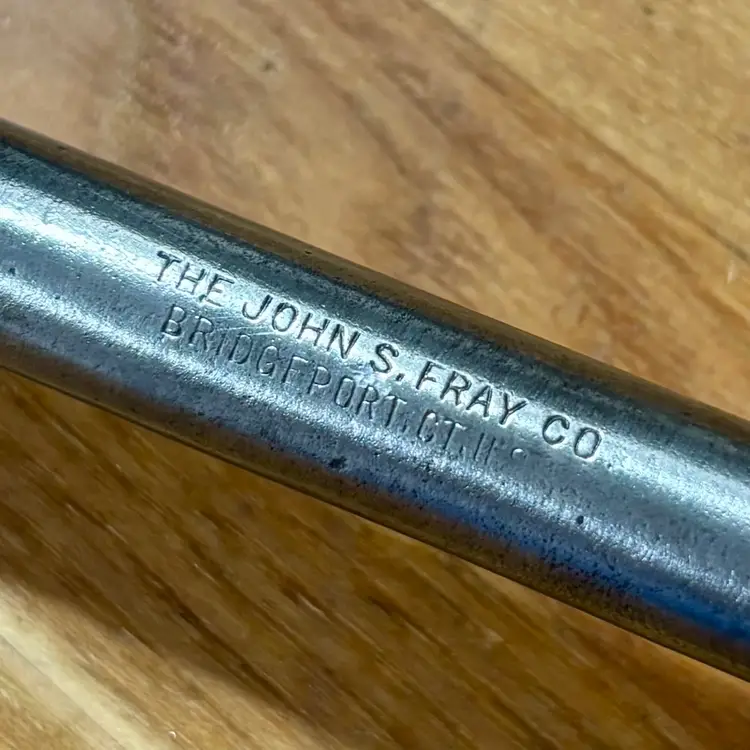 THE JOHN S. FRAY CO.
BRIDGEPORT, CT.